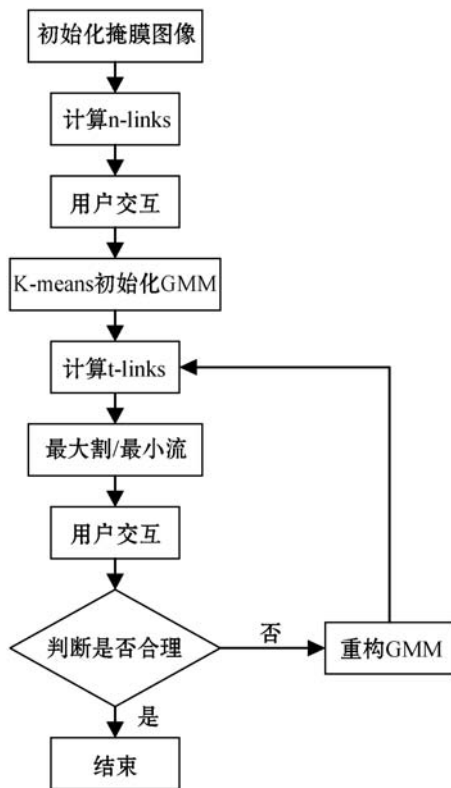 初始化掩膜图像
计算n-links
用户交互
K-means初始化GMM
计算t-links
最大割/最小流
用户交互
判断是否合理
否
重构GMM
是
结束